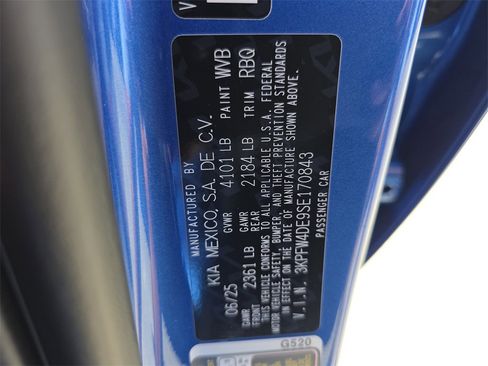 MANUFACTURED BY
KIA MEXICO, S.A. DE C.V.
06/25 GVWR 4101 LB PAINT WVB
GAWR FRONT 2361 LB GAWR REAR 2184 LB TRIM RBQ
THIS VEHICLE CONFORMS TO ALL APPLICABLE U.S.A. FEDERAL
MOTOR VEHICLE SAFETY, BUMPER, AND THEFT PREVENTION STANDARDS
IN EFFECT ON THE DATE OF MANUFACTURE SHOWN ABOVE.
V.I.N. 3KPFW4DE9SE170843
PASSENGER CAR
G520